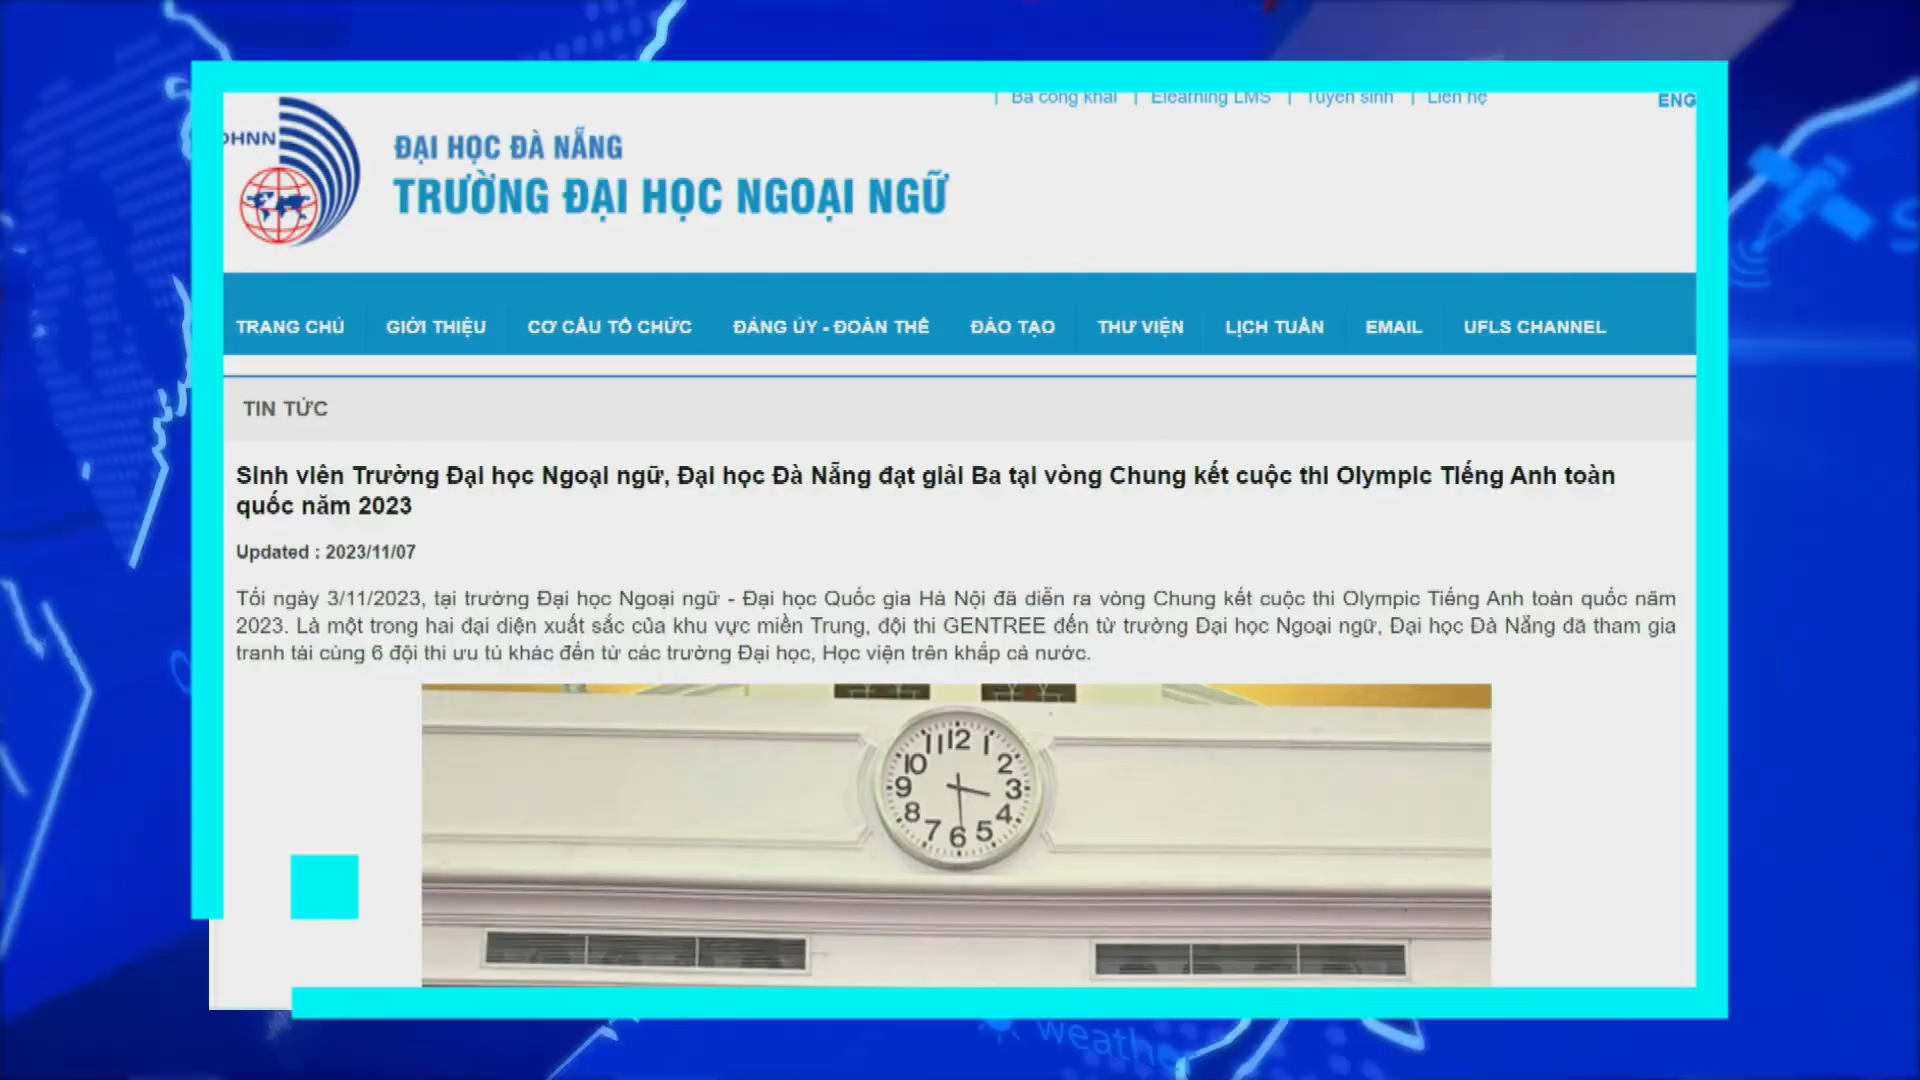 | Ba công khai | Elearning LMS | Tuyển sinh | Liên hệ
ENG
ĐHNN
ĐẠI HỌC ĐÀ NẴNG
TRƯỜNG ĐẠI HỌC NGOẠI NGỮ
TRANG CHỦ GIỚI THIỆU CƠ CẤU TỔ CHỨC ĐẢNG ỦY - ĐOÀN THỂ ĐÀO TẠO THƯ VIỆN LỊCH TUẦN EMAIL UFLS CHANNEL
TIN TỨC
Sinh viên Trường Đại học Ngoại ngữ, Đại học Đà Nẵng đạt giải Ba tại vòng Chung kết cuộc thi Olympic Tiếng Anh toàn
quốc năm 2023
Updated : 2023/11/07
Tối ngày 3/11/2023, tại trường Đại học Ngoại ngữ - Đại học Quốc gia Hà Nội đã diễn ra vòng Chung kết cuộc thi Olympic Tiếng Anh toàn quốc năm
2023. Là một trong hai đại diện xuất sắc của khu vực miền Trung, đội thi GENTREE đến từ trường Đại học Ngoại ngữ, Đại học Đà Nẵng đã tham gia
tranh tài cùng 6 đội thi ưu tú khác đến từ các trường Đại học, Học viện trên khắp cả nước.
12 1 2 3 4 5 6 7 8 9 10 11
weather